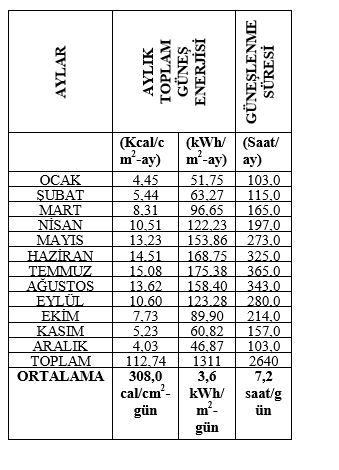 AYLAR
AYLIK
TOPLAM
GÜNEŞ
ENERJİSİ
GÜNEŞLENME
SÜRESİ
(Kcal/c (kWh/ (Saat/
m²-ay) m²-ay) ay)
OCAK 4,45 51,75 103,0
ŞUBAT 5,44 63,27 115,0
MART 8,31 96,65 165,0
NİSAN 10,51 122,23 197,0
MAYIS 13,23 153,86 273,0
HAZİRAN 14,51 168,75 325,0
TEMMUZ 15,08 175,38 365,0
AĞUSTOS 13,62 158,40 343,0
EYLÜL 10,60 123,28 280,0
EKİM 7,73 89,90 214,0
KASIM 5,23 60,82 157,0
ARALIK 4,03 46,87 103,0
TOPLAM 112,74 1311 2640
ORTALAMA 308,0 3,6 7,2
cal/cm²- kWh/ saat/g
gün m²- ün
gün